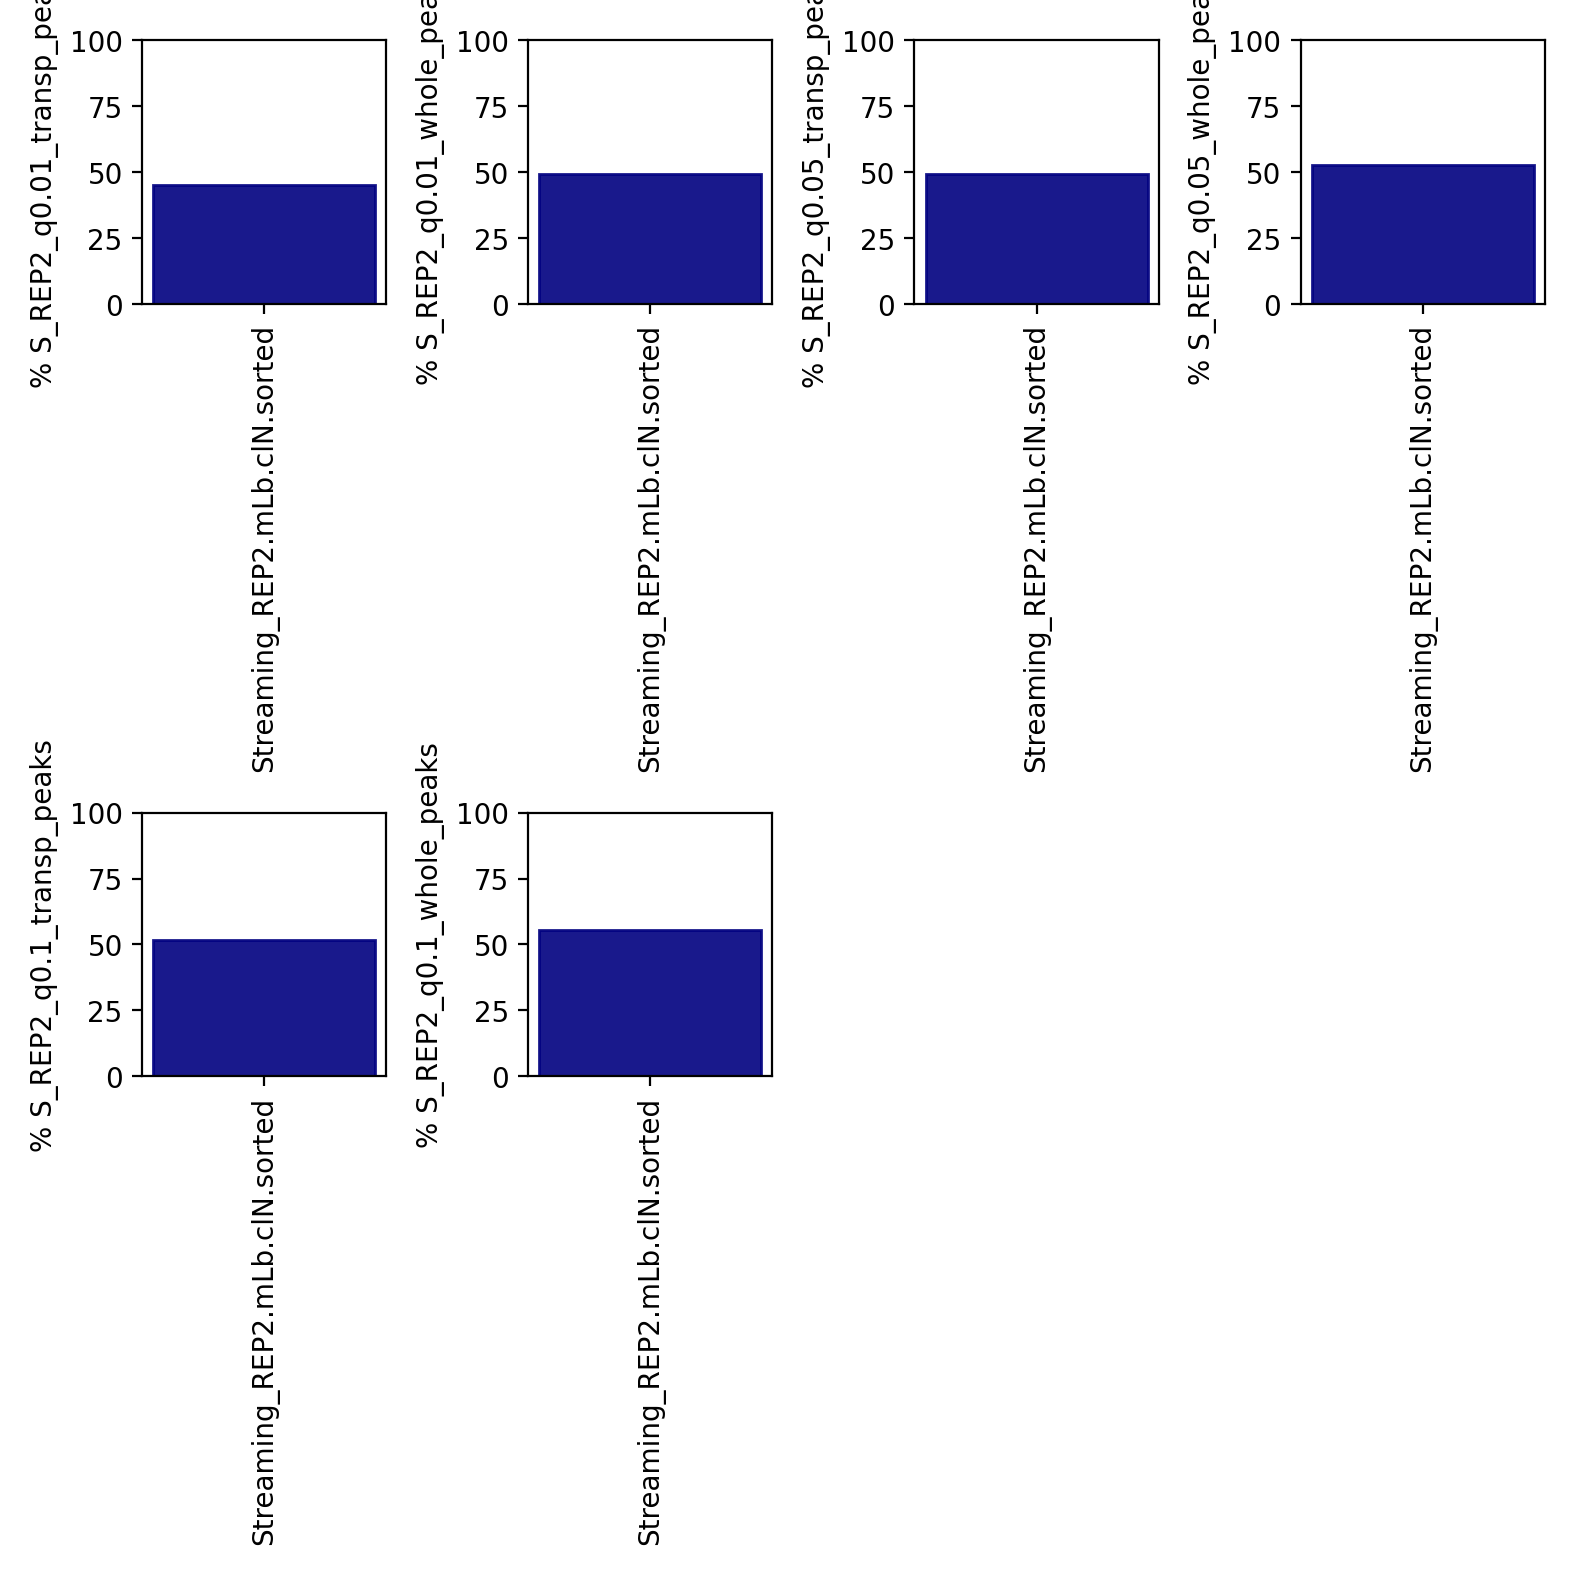 % S_REP2_q0.01_transp_pea
100
75
50
25
0
Streaming_REP2.mLb.clN.sorted
% S_REP2_q0.01_whole_pea
100
75
50
25
0
Streaming_REP2.mLb.clN.sorted
% S_REP2_q0.05_transp_pea
100
75
50
25
0
Streaming_REP2.mLb.clN.sorted
% S_REP2_q0.05_whole_pea
100
75
50
25
0
Streaming_REP2.mLb.clN.sorted
% S_REP2_q0.1_transp_peaks
100
75
50
25
0
Streaming_REP2.mLb.clN.sorted
% S_REP2_q0.1_whole_peaks
100
75
50
25
0
Streaming_REP2.mLb.clN.sorted